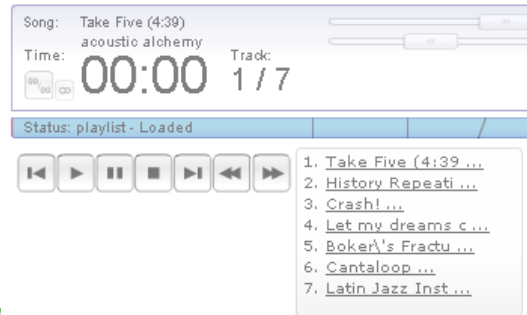 Song: Take Five (4:39)
acoustic alchemy
Time: 00:00 Track: 1 / 7
Status: playlist - Loaded
1. Take Five (4:39 ...
2. History Repeati ...
3. Crash! ...
4. Let my dreams c ...
5. Boker\'s Fractu ...
6. Cantaloop ...
7. Latin Jazz Inst ...